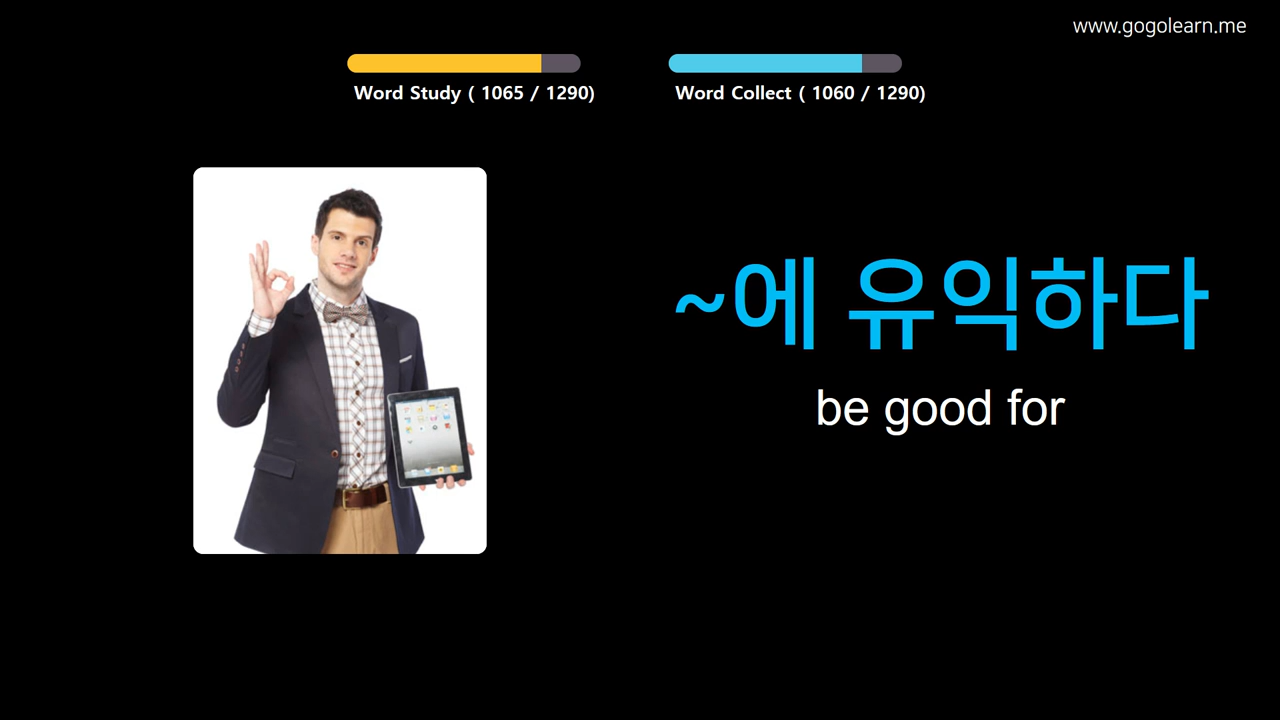 www.gogolearn.me
Word Study ( 1065 / 1290)
Word Collect ( 1060 / 1290)
~에 유익하다
be good for